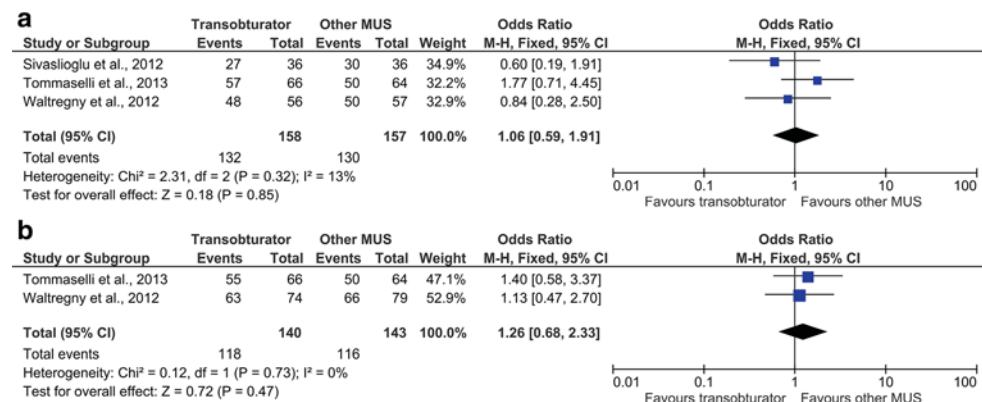 a
Transobturator Other MUS Odds Ratio Odds Ratio
Study or Subgroup Events Total Events Total Weight M-H, Fixed, 95% CI M-H, Fixed, 95% CI
Sivaslioglu et al., 2012 27 36 30 36 34.9% 0.60 [0.19, 1.91]
Tommaselli et al., 2013 57 66 50 64 32.2% 1.77 [0.71, 4.45]
Waltregny et al., 2012 48 56 50 57 32.9% 0.84 [0.28, 2.50]
Total (95% CI) 158 157 100.0% 1.06 [0.59, 1.91]
Total events 132 130
Heterogeneity: Chi² = 2.31, df = 2 (P = 0.32); I² = 13%
Test for overall effect: Z = 0.18 (P = 0.85)
0.01 0.1 1 10 100
Favours transobturator Favours other MUS
b
Transobturator Other MUS Odds Ratio Odds Ratio
Study or Subgroup Events Total Events Total Weight M-H, Fixed, 95% CI M-H, Fixed, 95% CI
Tommaselli et al., 2013 55 66 50 64 47.1% 1.40 [0.58, 3.37]
Waltregny et al., 2012 63 74 66 79 52.9% 1.13 [0.47, 2.70]
Total (95% CI) 140 143 100.0% 1.26 [0.68, 2.33]
Total events 118 116
Heterogeneity: Chi² = 0.12, df = 1 (P = 0.73); I² = 0%
Test for overall effect: Z = 0.72 (P = 0.47)
0.01 0.1 1 10 100
Favours transobturator Favours other MUS